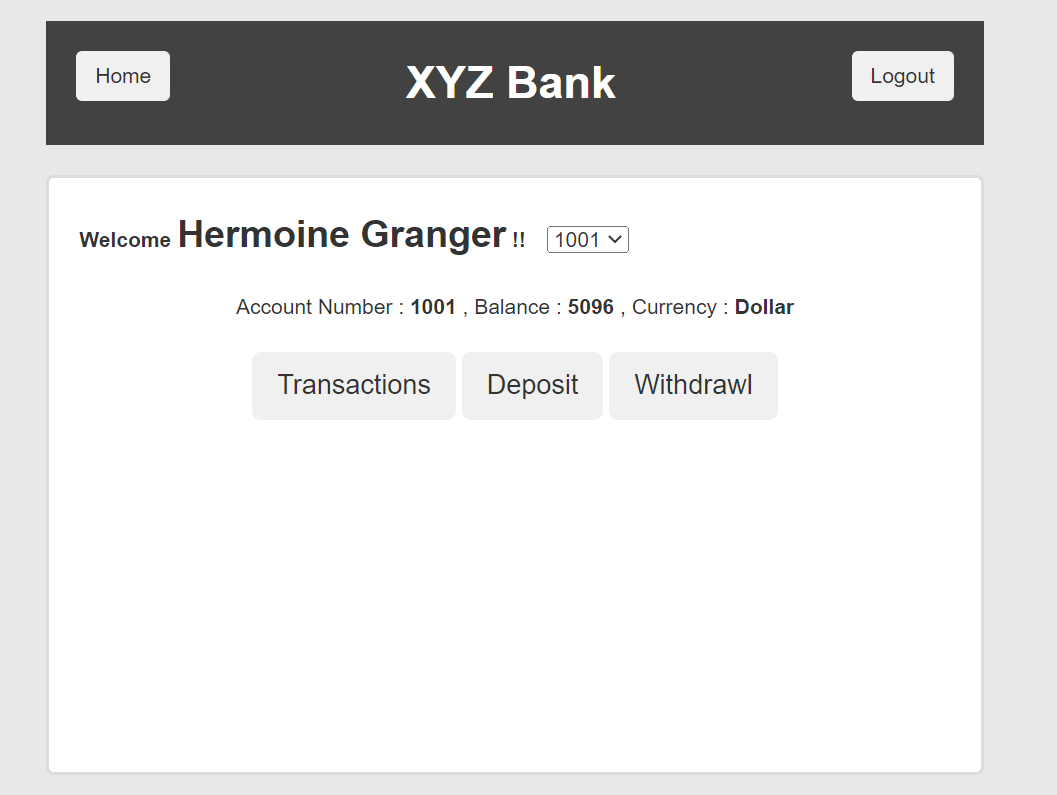 Home XYZ Bank Logout
Welcome Hermoine Granger !! 1001
Account Number : 1001 , Balance : 5096 , Currency : Dollar
Transactions Deposit Withdrawl